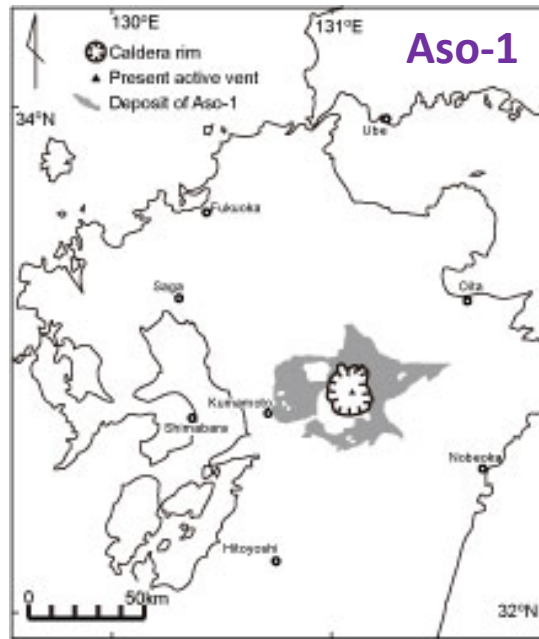 130°E
131°E
Aso-1
Caldera rim
Present active vent
Deposit of Aso-1
34°N
Ube
Fukuoka
Saga
Oita
Kumamoto
Shimabara
Nobeoka
Hitoyoshi
0
50km
32°N